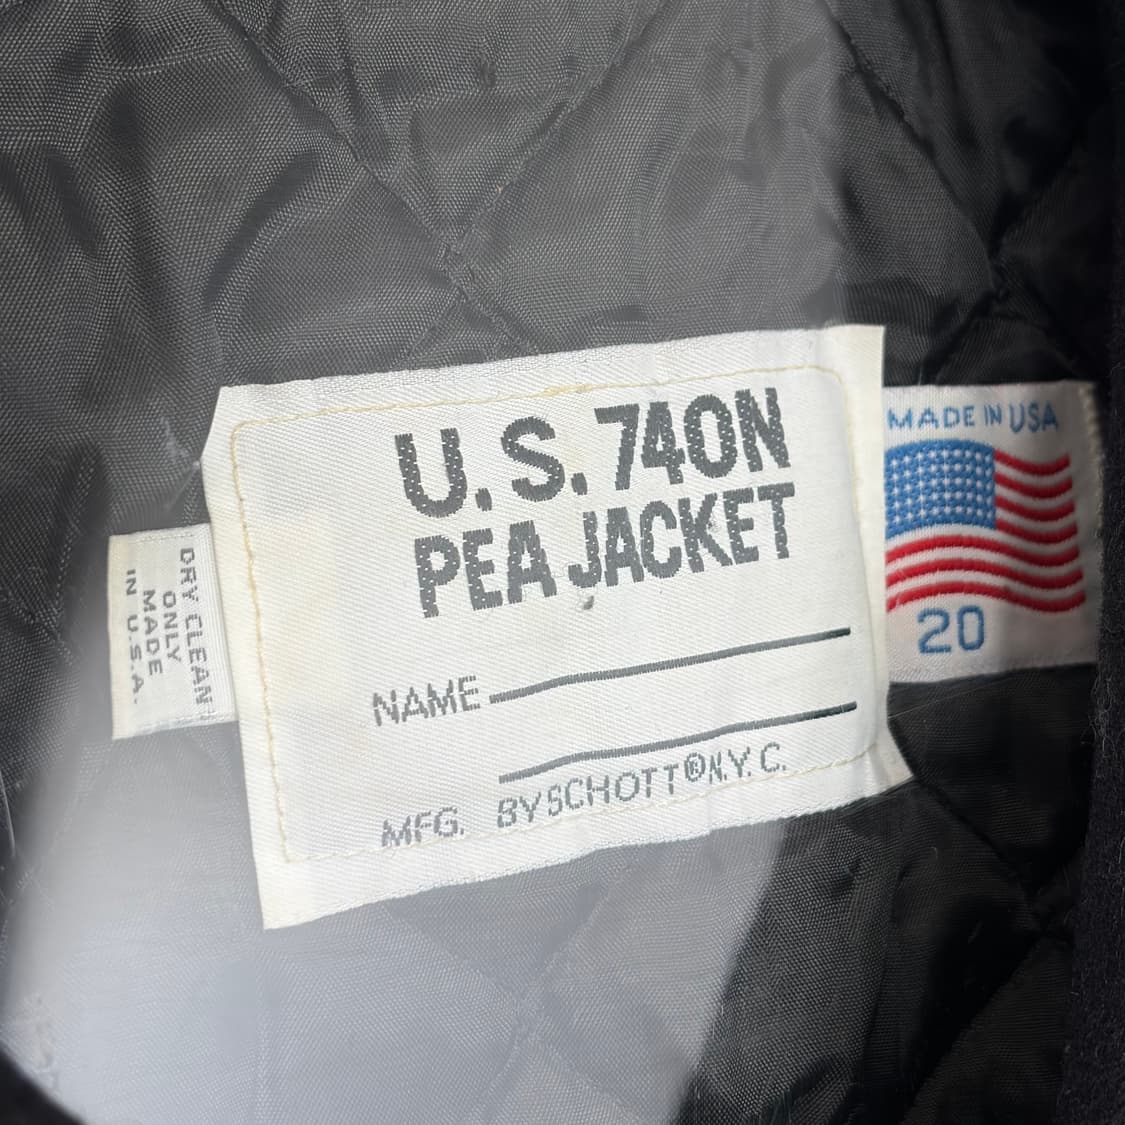 U.S. 740N
PEA JACKET
NAME
MFG. BY SCHOTT® N.Y.C.
DRY CLEAN
ONLY
MADE
IN U.S.A.
MADE IN USA
20